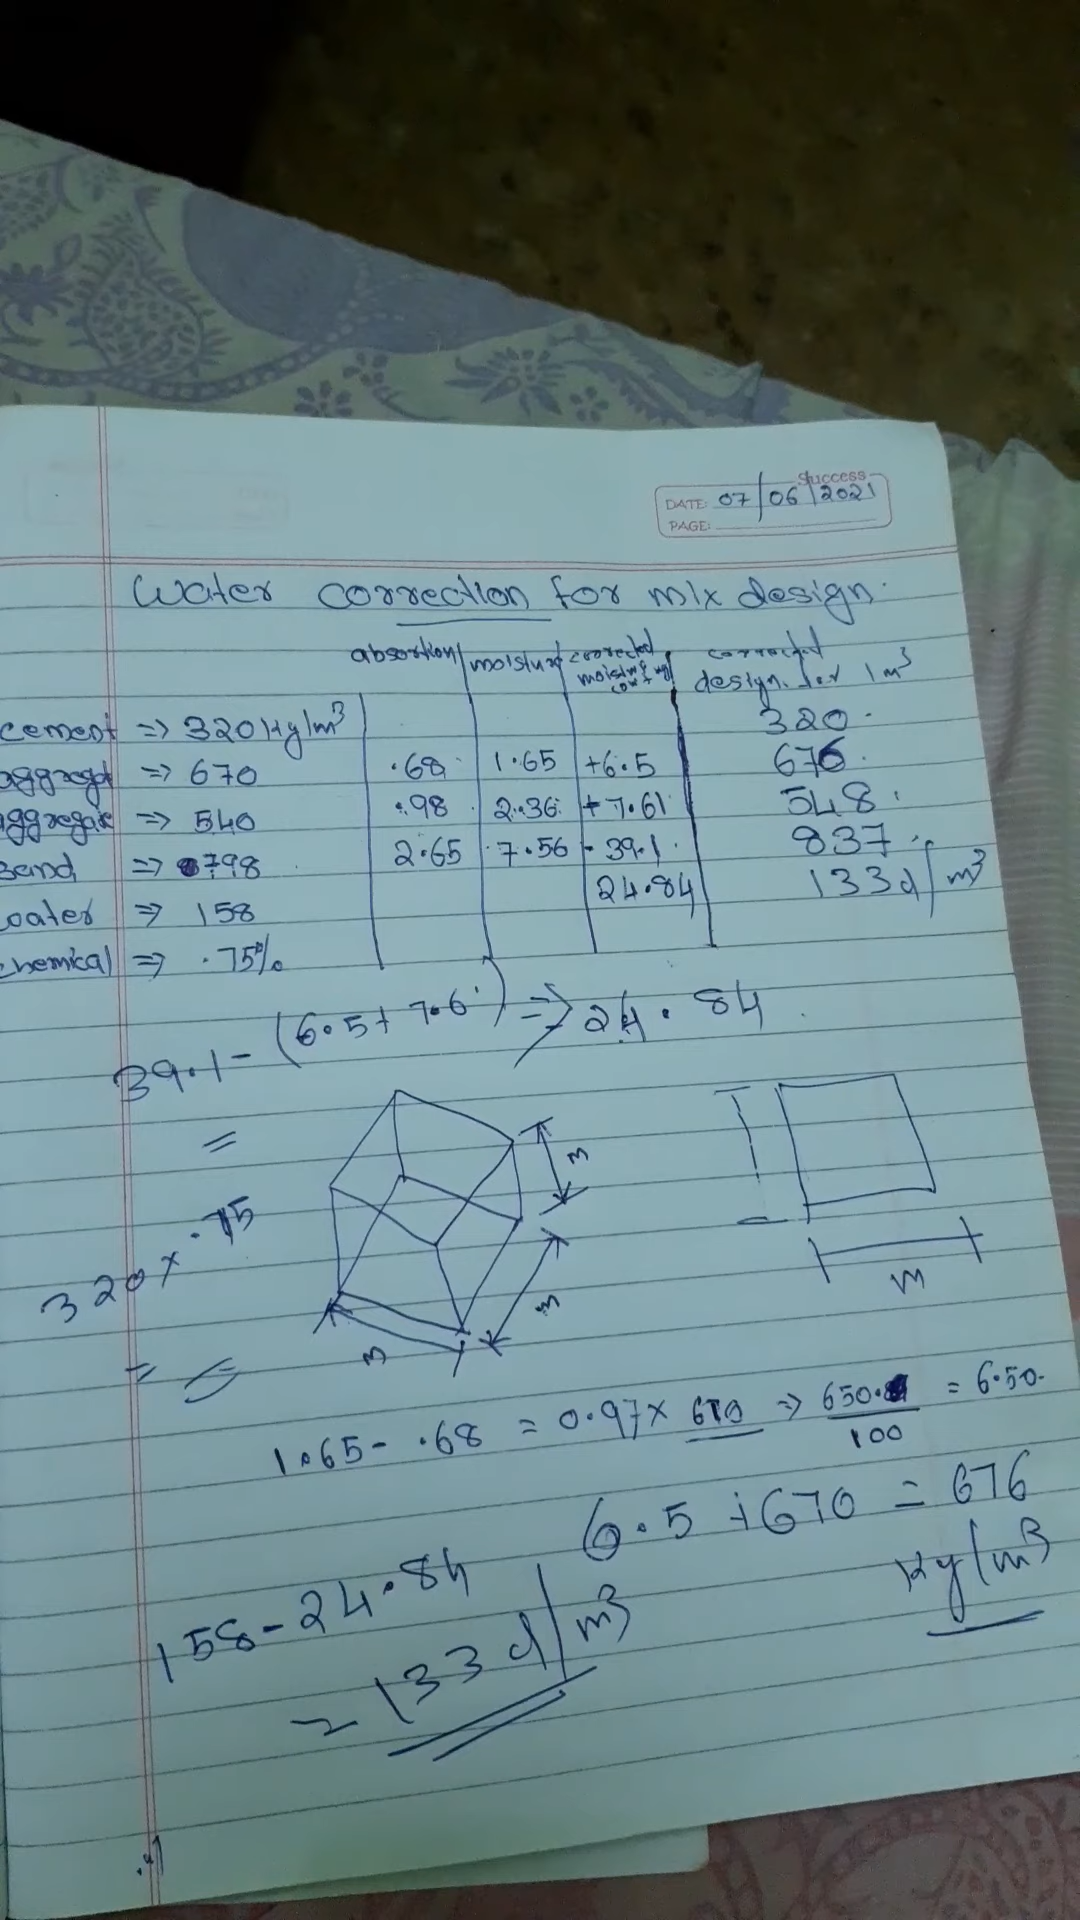 success
DATE: 07/06/2021
PAGE:
Water correction for mix design.
absortion moisture corrected moisture corrected design for 1m³
cement => 320 kg/m³ 320.
aggregat => 670 .68 1.65 +6.5 676
aggregate => 540 .98 2.36 +7.61 548.
Sand => 798 2.65 7.56 - 39.1. 837.
water => 158 24.84 133 l/m³
chemical => .75%
39.1 - (6.5 + 7.6) => 24.84
=
m
m
m
m
320 x .75
=
1.65 - .68 = 0.97 x 670 => 650.
100
= 6.50.
6.5 + 670 = 676
kg/m³
158 - 24.84
= 133 l/m³